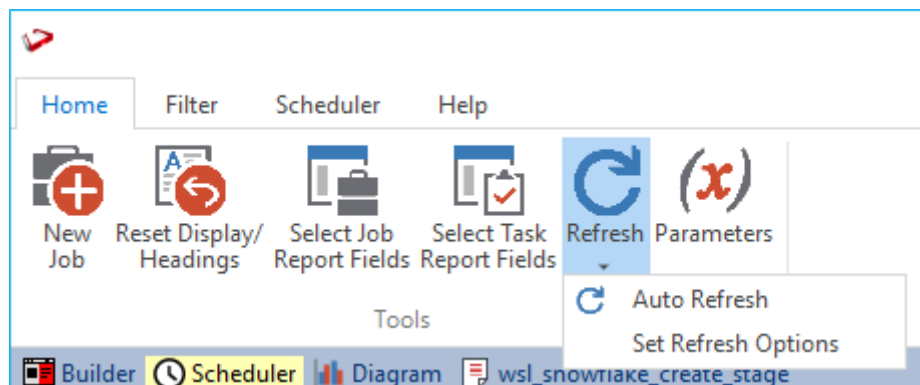 Home Filter Scheduler Help
New Job
Reset Display/ Headings
Select Job Report Fields
Select Task Report Fields
Refresh
Parameters
Tools
Auto Refresh
Set Refresh Options
Builder Scheduler Diagram wsl_snowflake_create_stage